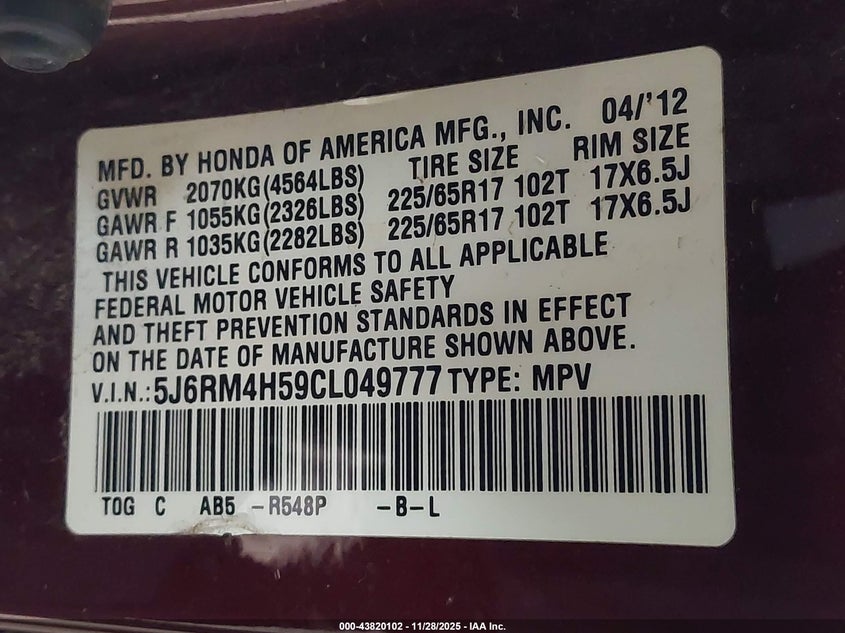 MFD. BY HONDA OF AMERICA MFG., INC. 04/'12
GVWR 2070KG(4564LBS) TIRE SIZE RIM SIZE
GAWR F 1055KG(2326LBS) 225/65R17 102T 17X6.5J
GAWR R 1035KG(2282LBS) 225/65R17 102T 17X6.5J
THIS VEHICLE CONFORMS TO ALL APPLICABLE
FEDERAL MOTOR VEHICLE SAFETY
AND THEFT PREVENTION STANDARDS IN EFFECT
ON THE DATE OF MANUFACTURE SHOWN ABOVE.
V.I.N.: 5J6RM4H59CL049777 TYPE: MPV
TOG C AB5 -R548P -B-L
000-43820102 - 11/28/2025 - IAA Inc.